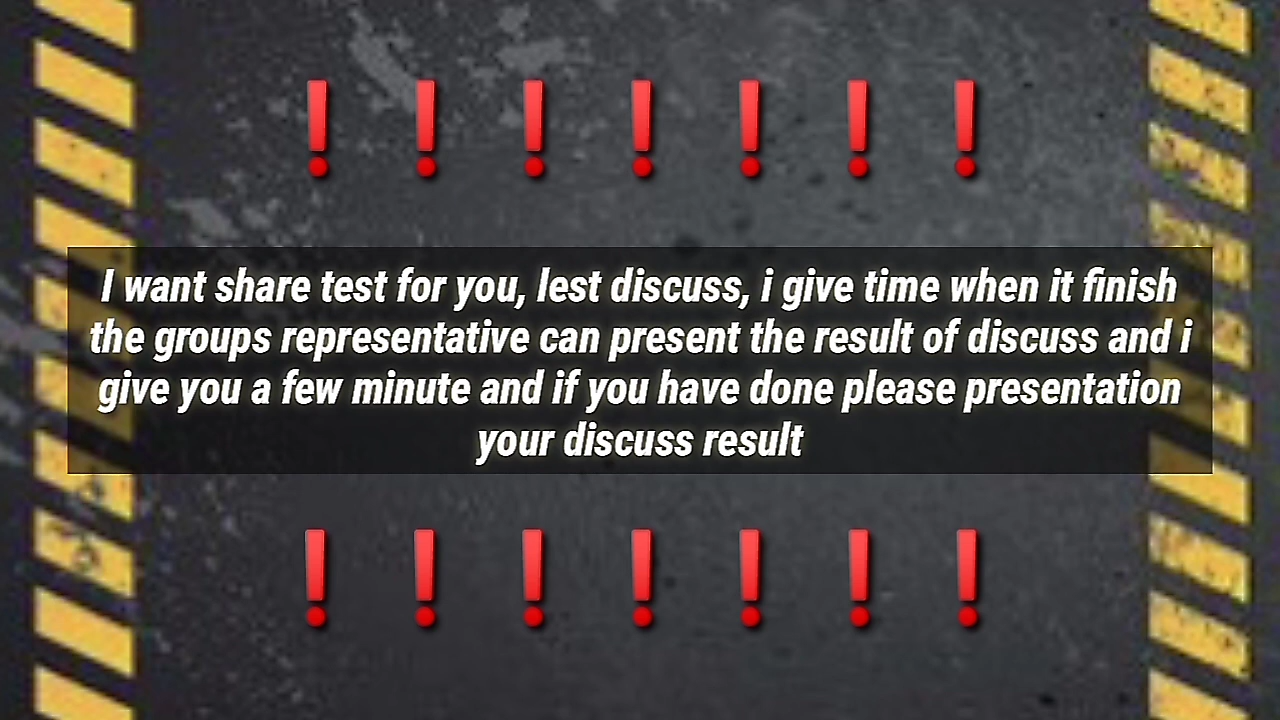 ❗❗❗❗❗❗❗
I want share test for you, lest discuss, i give time when it finish
the groups representative can present the result of discuss and i
give you a few minute and if you have done please presentation
your discuss result
❗❗❗❗❗❗❗